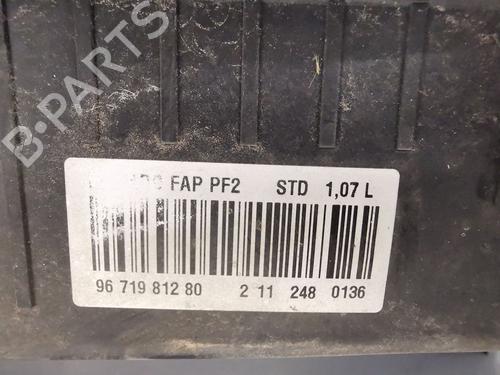 B-PARTS
FAP PF2 STD 1,07 L
96 719 812 80 2 11 248 0136